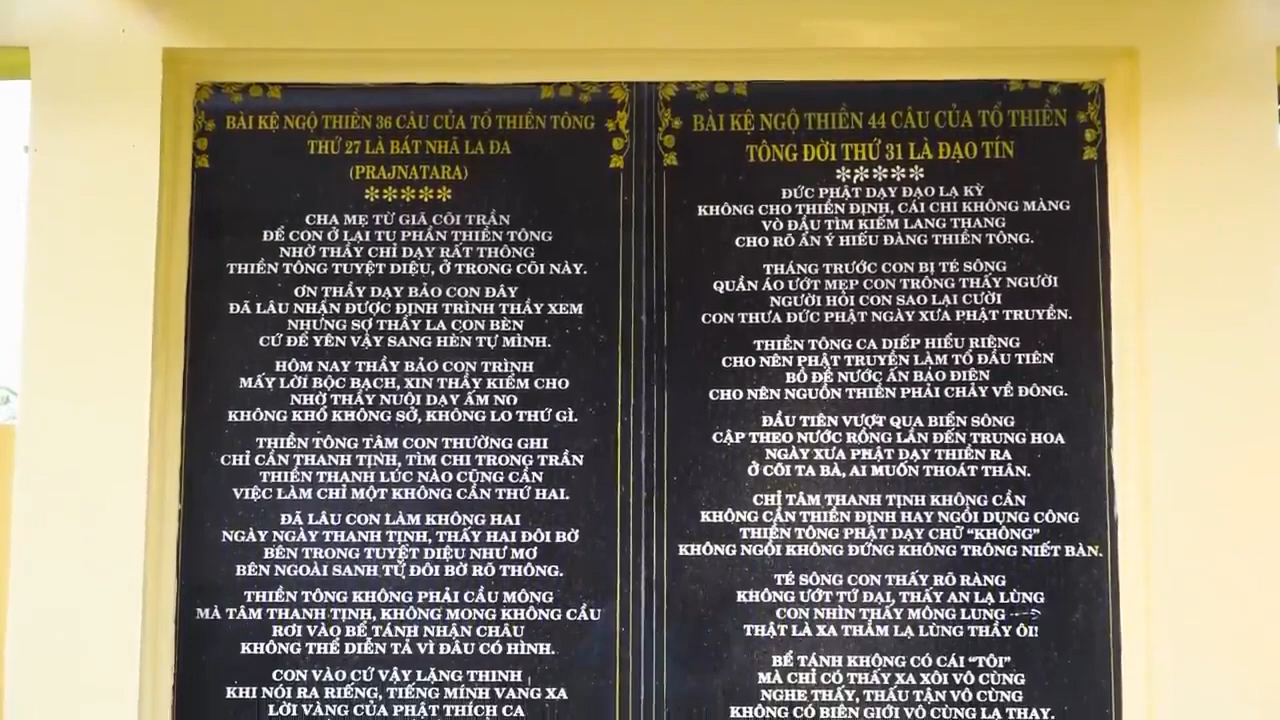 BÀI KỆ NGỘ THIỀN 36 CÂU CỦA TỔ THIỀN TÔNG
THỨ 27 LÀ BÁT NHÃ LA ĐA
(PRAJNATARA)
✻✻✻✻✻
CHA MẸ TỪ GIÃ CÕI TRẦN
ĐỂ CON Ở LẠI TU PHẦN THIỀN TÔNG
NHỜ THẦY CHỈ DẠY RẤT THÔNG
THIỀN TÔNG TUYỆT DIỆU, Ở TRONG CÕI NÀY.
ƠN THẦY DẠY BẢO CON ĐÂY
ĐÃ LÂU NHẬN ĐƯỢC ĐỊNH TRÌNH THẦY XEM
NHƯNG SỢ THẦY LA CON BÈN
CỨ ĐỂ YÊN VẬY SANG HÈN TỰ MÌNH.
HÔM NAY THẦY BẢO CON TRÌNH
MẤY LỜI BỘC BẠCH, XIN THẦY KIỂM CHO
NHỜ THẦY NUÔI DẠY ẤM NO
KHÔNG KHỔ KHÔNG SỞ, KHÔNG LO THỨ GÌ.
THIỀN TÔNG TÂM CON THƯỜNG GHI
CHỈ CẦN THANH TỊNH, TÌM CHI TRONG TRẦN
THIỀN THANH LÚC NÀO CŨNG CẦN
VIỆC LÀM CHỈ MỘT KHÔNG CẦN THỨ HAI.
ĐÃ LÂU CON LÀM KHÔNG HAI
NGÀY NGÀY THANH TỊNH, THẤY HAI ĐÔI BỜ
BÊN TRONG TUYỆT DIỆU NHƯ MƠ
BÊN NGOÀI SANH TỬ ĐÔI BỜ RÕ THÔNG.
THIỀN TÔNG KHÔNG PHẢI CẦU MÔNG
MÀ TÂM THANH TỊNH, KHÔNG MONG KHÔNG CẦU
RƠI VÀO BỂ TÁNH NHẬN CHÂU
KHÔNG THỂ DIỄN TẢ VÌ ĐÂU CÓ HÌNH.
CON VÀO CỨ VẬY LẶNG THINH
KHI NÓI RA RIÊNG, TIẾNG MÌNH VANG XA
LỜI VÀNG CỦA PHẬT THÍCH CA
BÀI KỆ NGỘ THIỀN 44 CÂU CỦA TỔ THIỀN
TÔNG ĐỜI THỨ 31 LÀ ĐẠO TÍN
✻✻✻✻✻
ĐỨC PHẬT DẠY ĐẠO LẠ KỲ
KHÔNG CHO THIỀN ĐỊNH, CÁI CHI KHÔNG MÀNG
VÒ ĐẦU TÌM KIẾM LANG THANG
CHO RÕ ẨN Ý HIỂU ĐÀNG THIỀN TÔNG.
THÁNG TRƯỚC CON BỊ TÉ SÔNG
QUẦN ÁO ƯỚT MẸP CON TRÔNG THẤY NGƯỜI
NGƯỜI HỎI CON SAO LẠI CƯỜI
CON THƯA ĐỨC PHẬT NGÀY XƯA PHẬT TRUYỀN.
THIỀN TÔNG CA DIẾP HIỂU RIÊNG
CHO NÊN PHẬT TRUYỀN LÀM TỔ ĐẦU TIÊN
BỒ ĐỀ NƯỚC ẤN BẢO ĐIÊN
CHO NÊN NGUỒN THIỀN PHẢI CHẢY VỀ ĐÔNG.
ĐẦU TIÊN VƯỢT QUA BIỂN SÔNG
CẬP THEO NƯỚC RỒNG LẦN ĐẾN TRUNG HOA
NGÀY XƯA PHẬT DẠY THIỀN RA
Ở CÕI TA BÀ, AI MUỐN THOÁT THÂN.
CHỈ TÂM THANH TỊNH KHÔNG CẦN
KHÔNG CẦN THIỀN ĐỊNH HAY NGỒI DỤNG CÔNG
THIỀN TÔNG PHẬT DẠY CHỮ “KHÔNG”
KHÔNG NGỒI KHÔNG ĐỨNG KHÔNG TRÔNG NIẾT BÀN.
TÉ SÔNG CON THẤY RÕ RÀNG
KHÔNG ƯỚT TỨ ĐẠI, THẤY AN LẠ LÙNG
CON NHÌN THẤY MÔNG LUNG
THẬT LÀ XA THẲM LẠ LÙNG THẦY ÔI!
BỂ TÁNH KHÔNG CÓ CÁI “TÔI”
MÀ CHỈ CÓ THẤY XA XÔI VÔ CÙNG
NGHE THẤY, THẤU TẬN VÔ CÙNG
KHÔNG CÓ BIÊN GIỚI VÔ CÙNG LẠ THAY.